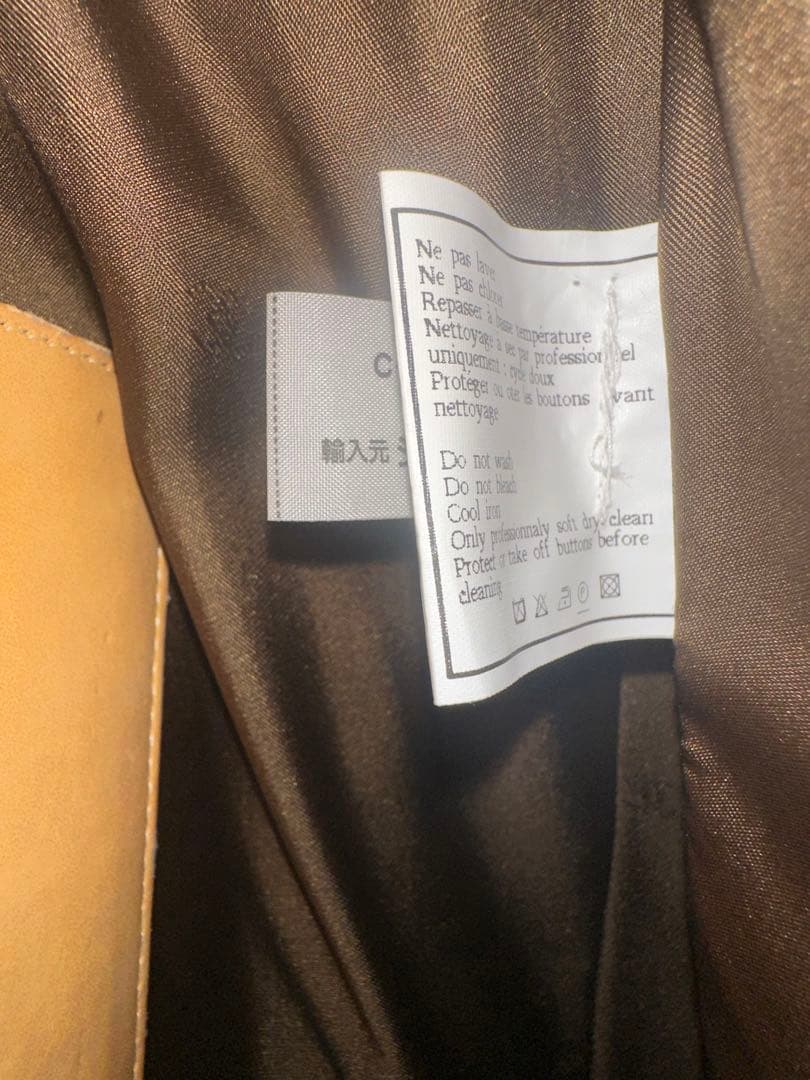 C
輸入元
Ne pas laver
Ne pas chlorer
Repasser à basse température
Nettoyage à sec par professionnel
uniquement : cycle doux
Protéger ou oter les boutons avant
nettoyage
Do not wash
Do not bleach
Cool iron
Only professionnaly soft dry clean
Protect or take off buttons before
cleaning
P